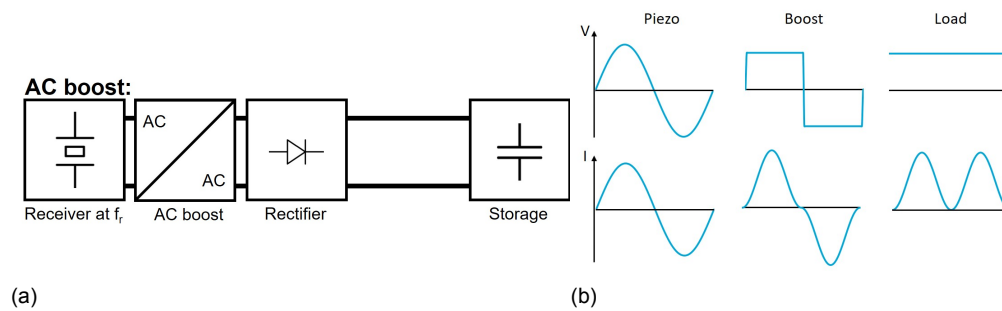 AC boost:
AC
AC
Receiver at fr
AC boost
Rectifier
Storage
(a)
Piezo
Boost
Load
V
I
(b)